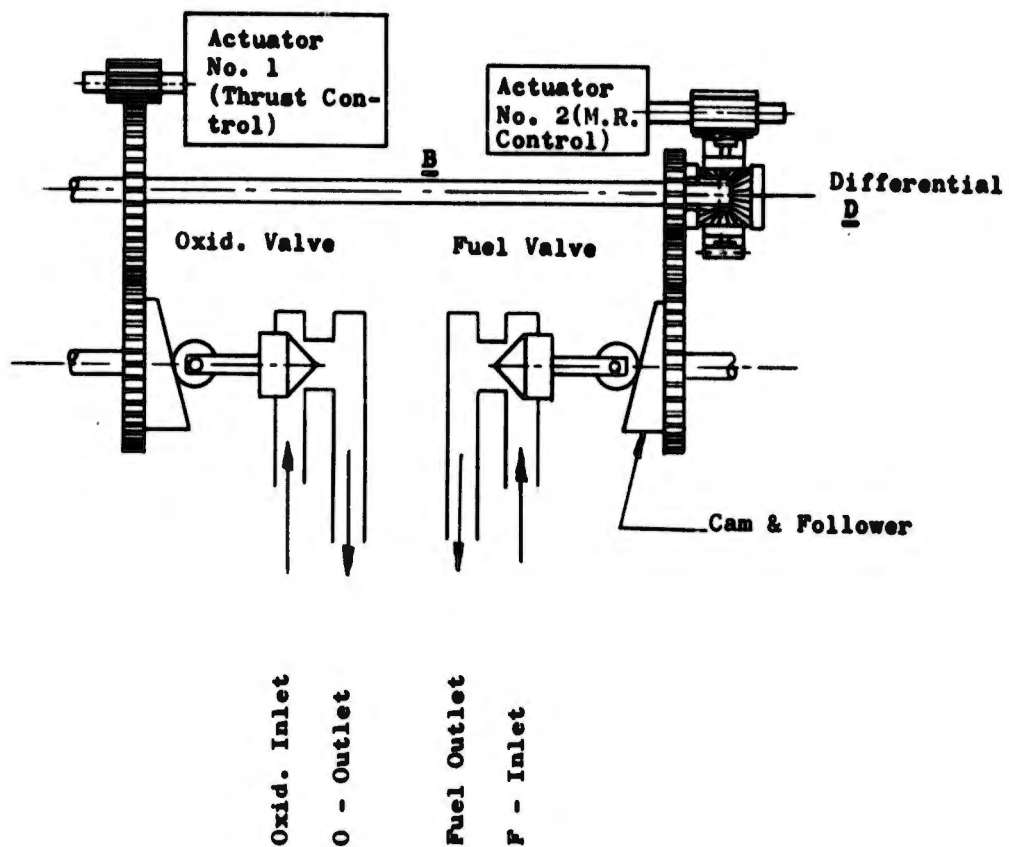 Actuator
No. 1
(Thrust Con-
trol)
Actuator
No. 2(M.R.
Control)
B
Differential
D
Oxid. Valve
Fuel Valve
Cam & Follower
Oxid. Inlet
O - Outlet
Fuel Outlet
F - Inlet